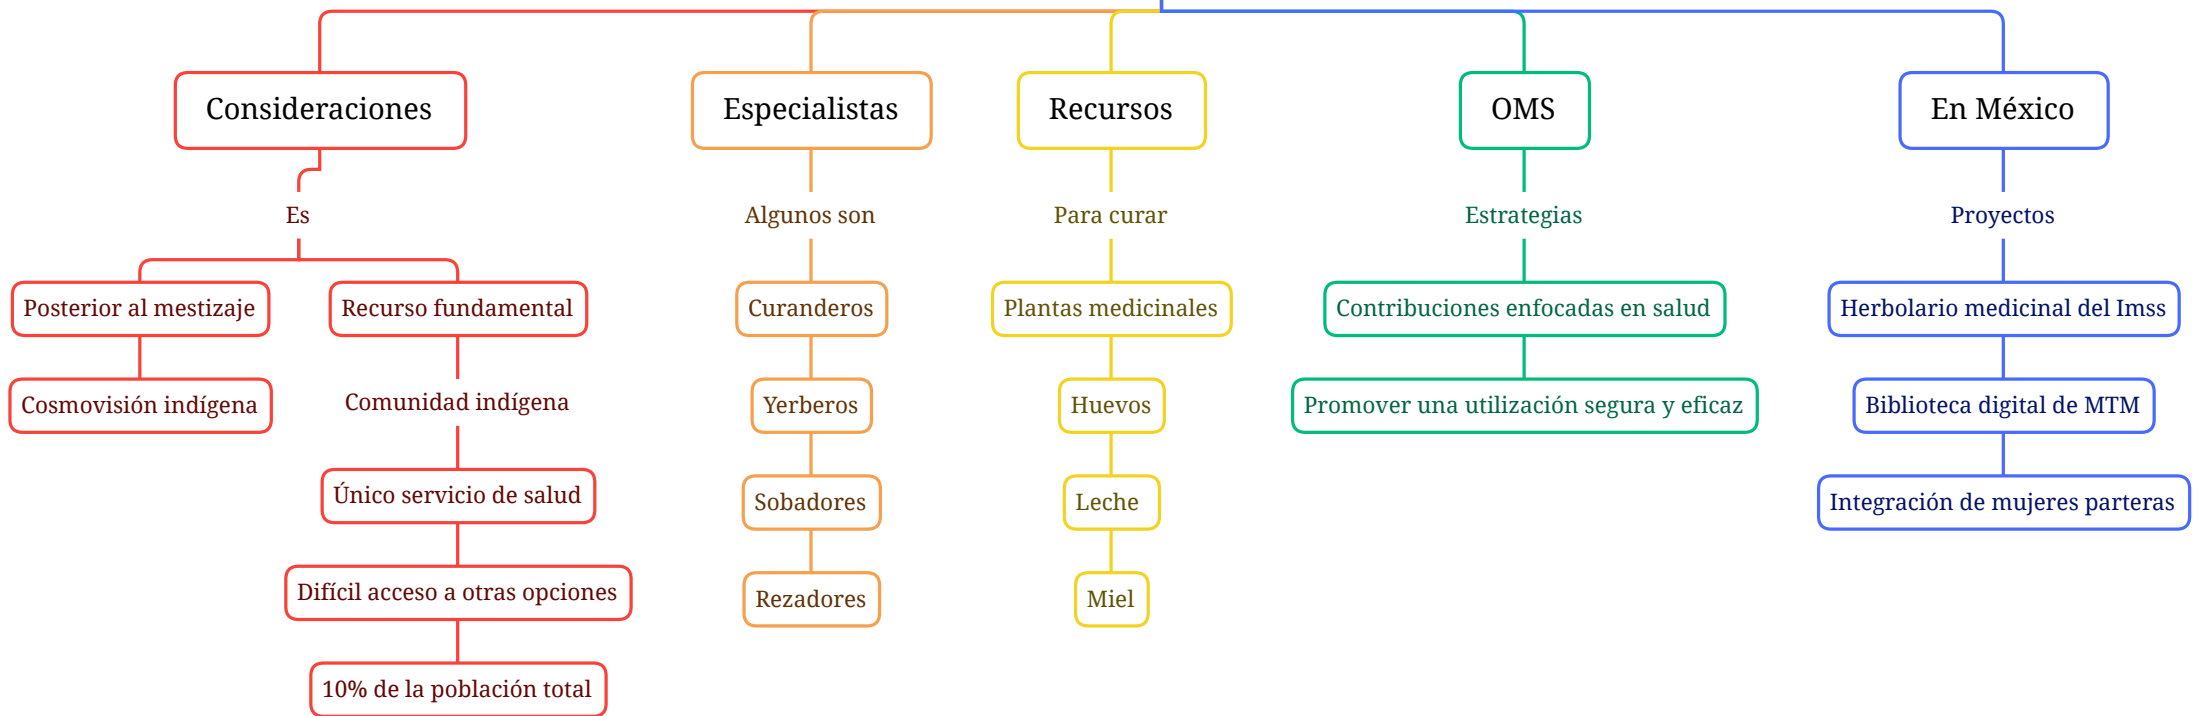 Consideraciones
Es
Posterior al mestizaje
Cosmovisión indígena
Recurso fundamental
Comunidad indígena
Único servicio de salud
Difícil acceso a otras opciones
10% de la población total
Especialistas
Algunos son
Curanderos
Yerberos
Sobadores
Rezadores
Recursos
Para curar
Plantas medicinales
Huevos
Leche
Miel
OMS
Estrategias
Contribuciones enfocadas en salud
Promover una utilización segura y eficaz
En México
Proyectos
Herbolario medicinal del Imss
Biblioteca digital de MTM
Integración de mujeres parteras